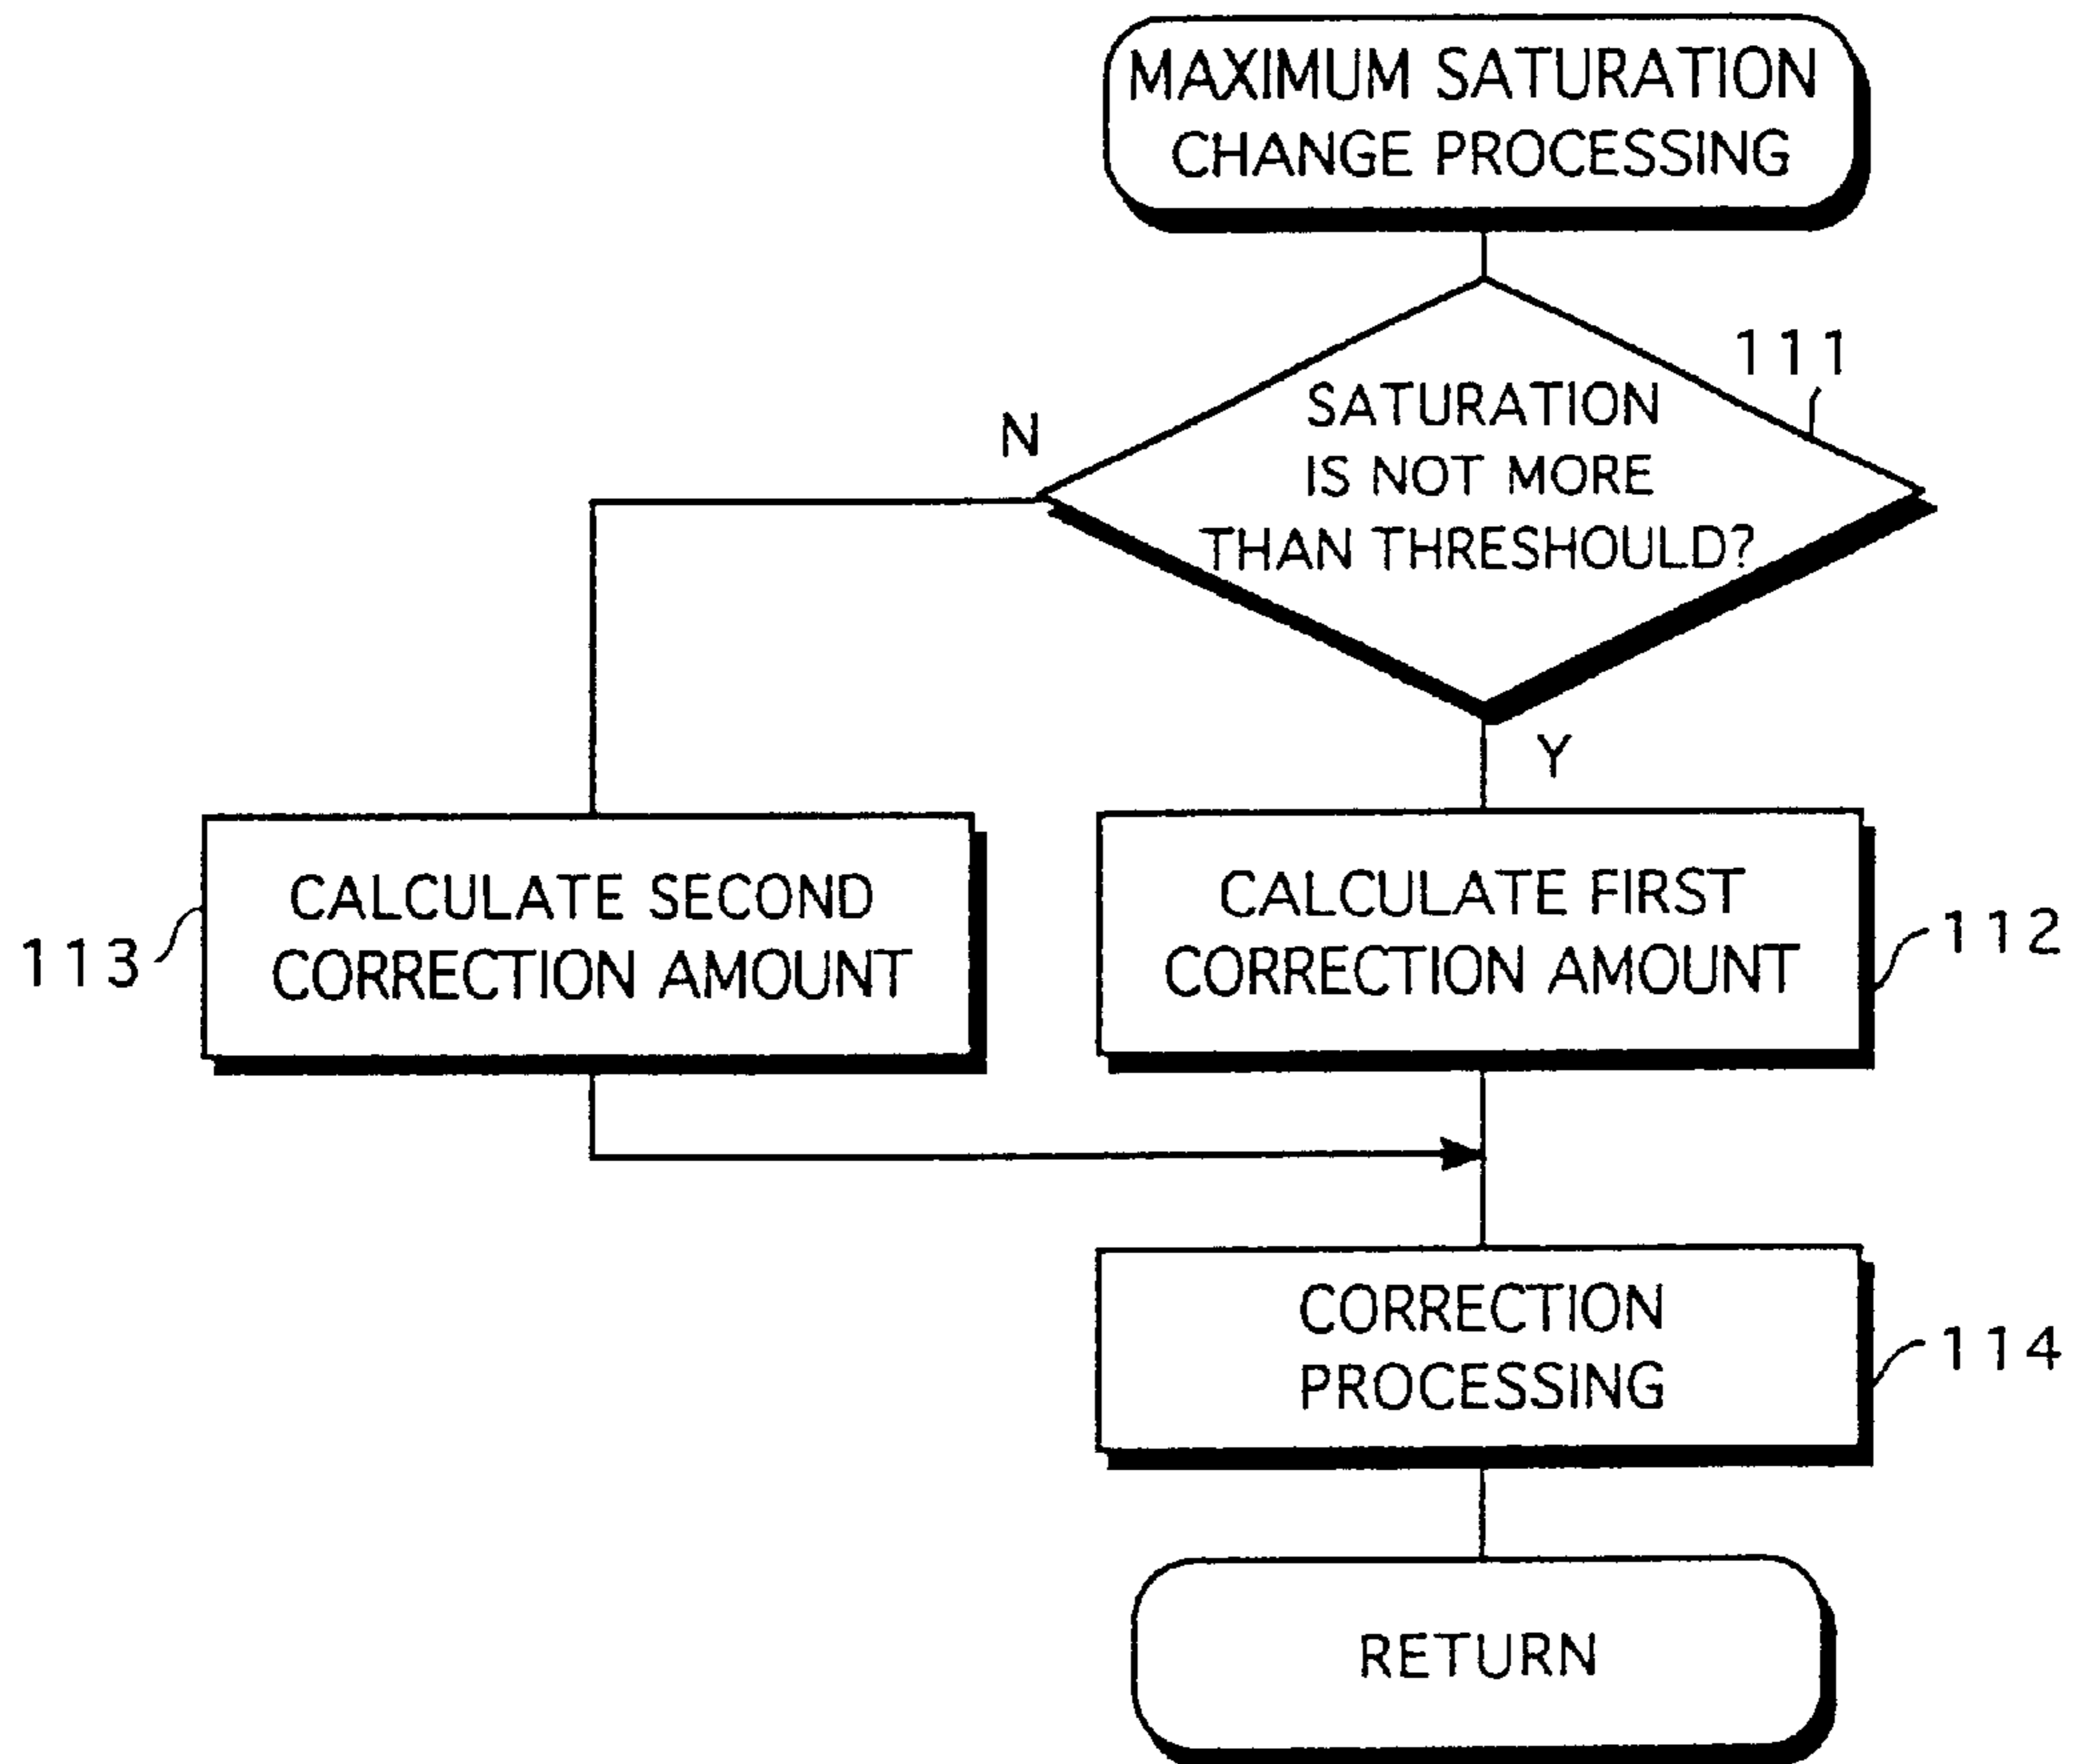 MAXIMUM SATURATION
CHANGE PROCESSING
111
SATURATION
IS NOT MORE
THAN THRESHOULD?
N
Y
CALCULATE SECOND
CORRECTION AMOUNT
113
CALCULATE FIRST
CORRECTION AMOUNT
112
CORRECTION
PROCESSING
114
RETURN